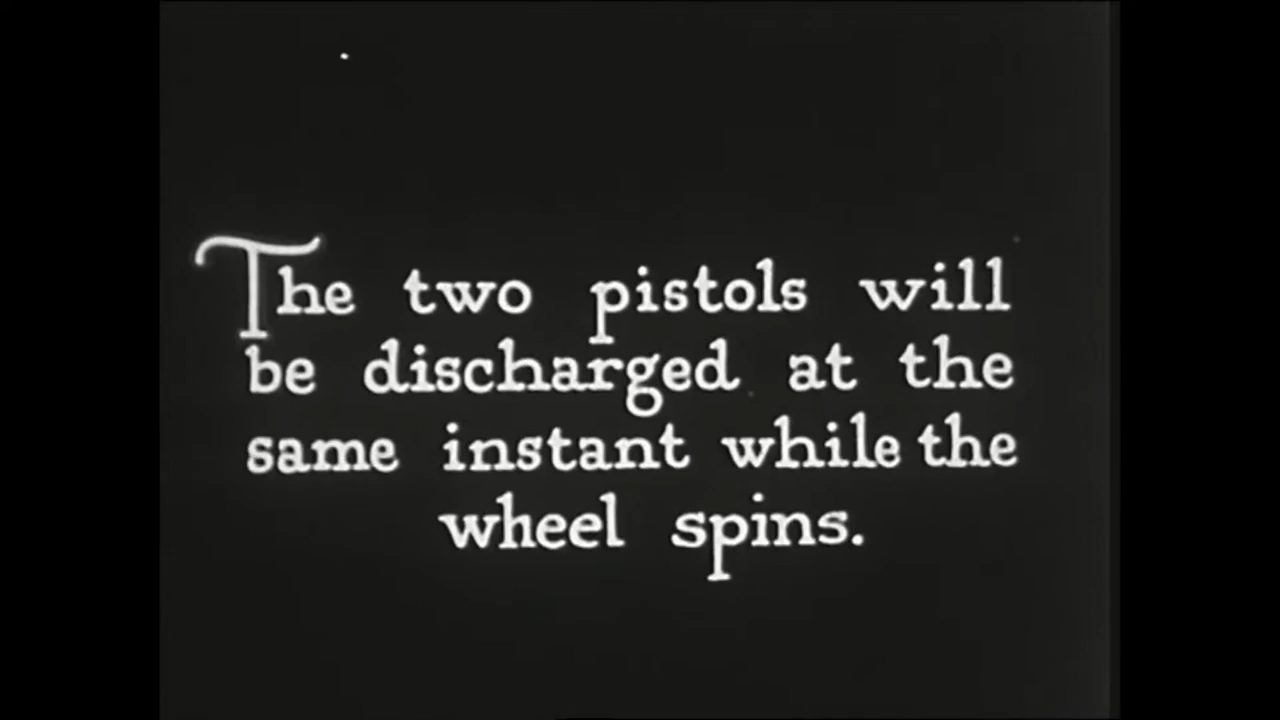 The two pistols will
be discharged at the
same instant while the
wheel spins.